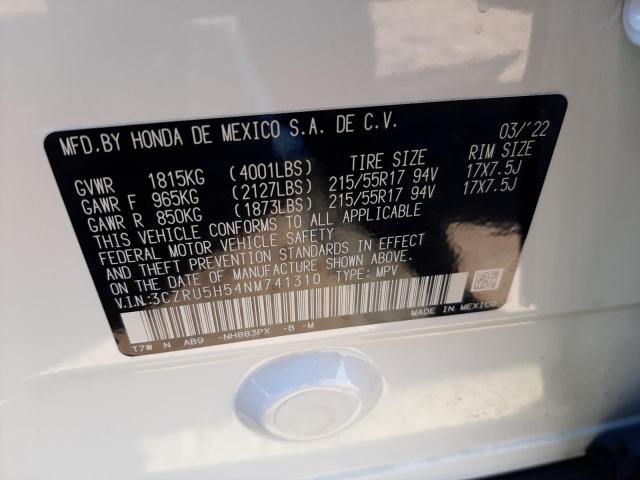 MFD.BY HONDA DE MEXICO S.A. DE C.V. 03/'22
GVWR 1815KG (4001LBS) TIRE SIZE RIM SIZE
GAWR F 965KG (2127LBS) 215/55R17 94V 17X7.5J
GAWR R 850KG (1873LBS) 215/55R17 94V 17X7.5J
THIS VEHICLE CONFORMS TO ALL APPLICABLE
FEDERAL MOTOR VEHICLE SAFETY
AND THEFT PREVENTION STANDARDS IN EFFECT
ON THE DATE OF MANUFACTURE SHOWN ABOVE.
V.I.N.:3CZRU5H54NM741310 TYPE: MPV
MADE IN MEXICO
T7W N AB9 -NH883PX -B -M